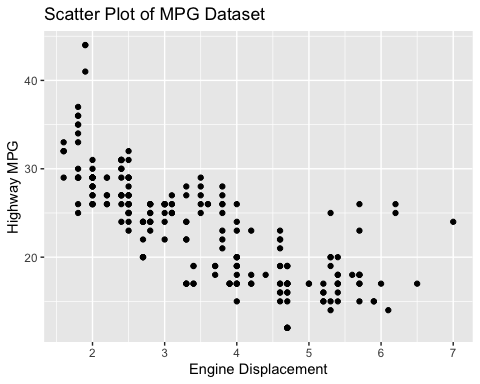 Scatter Plot of MPG Dataset
40
30
20
Highway MPG
2 3 4 5 6 7
Engine Displacement